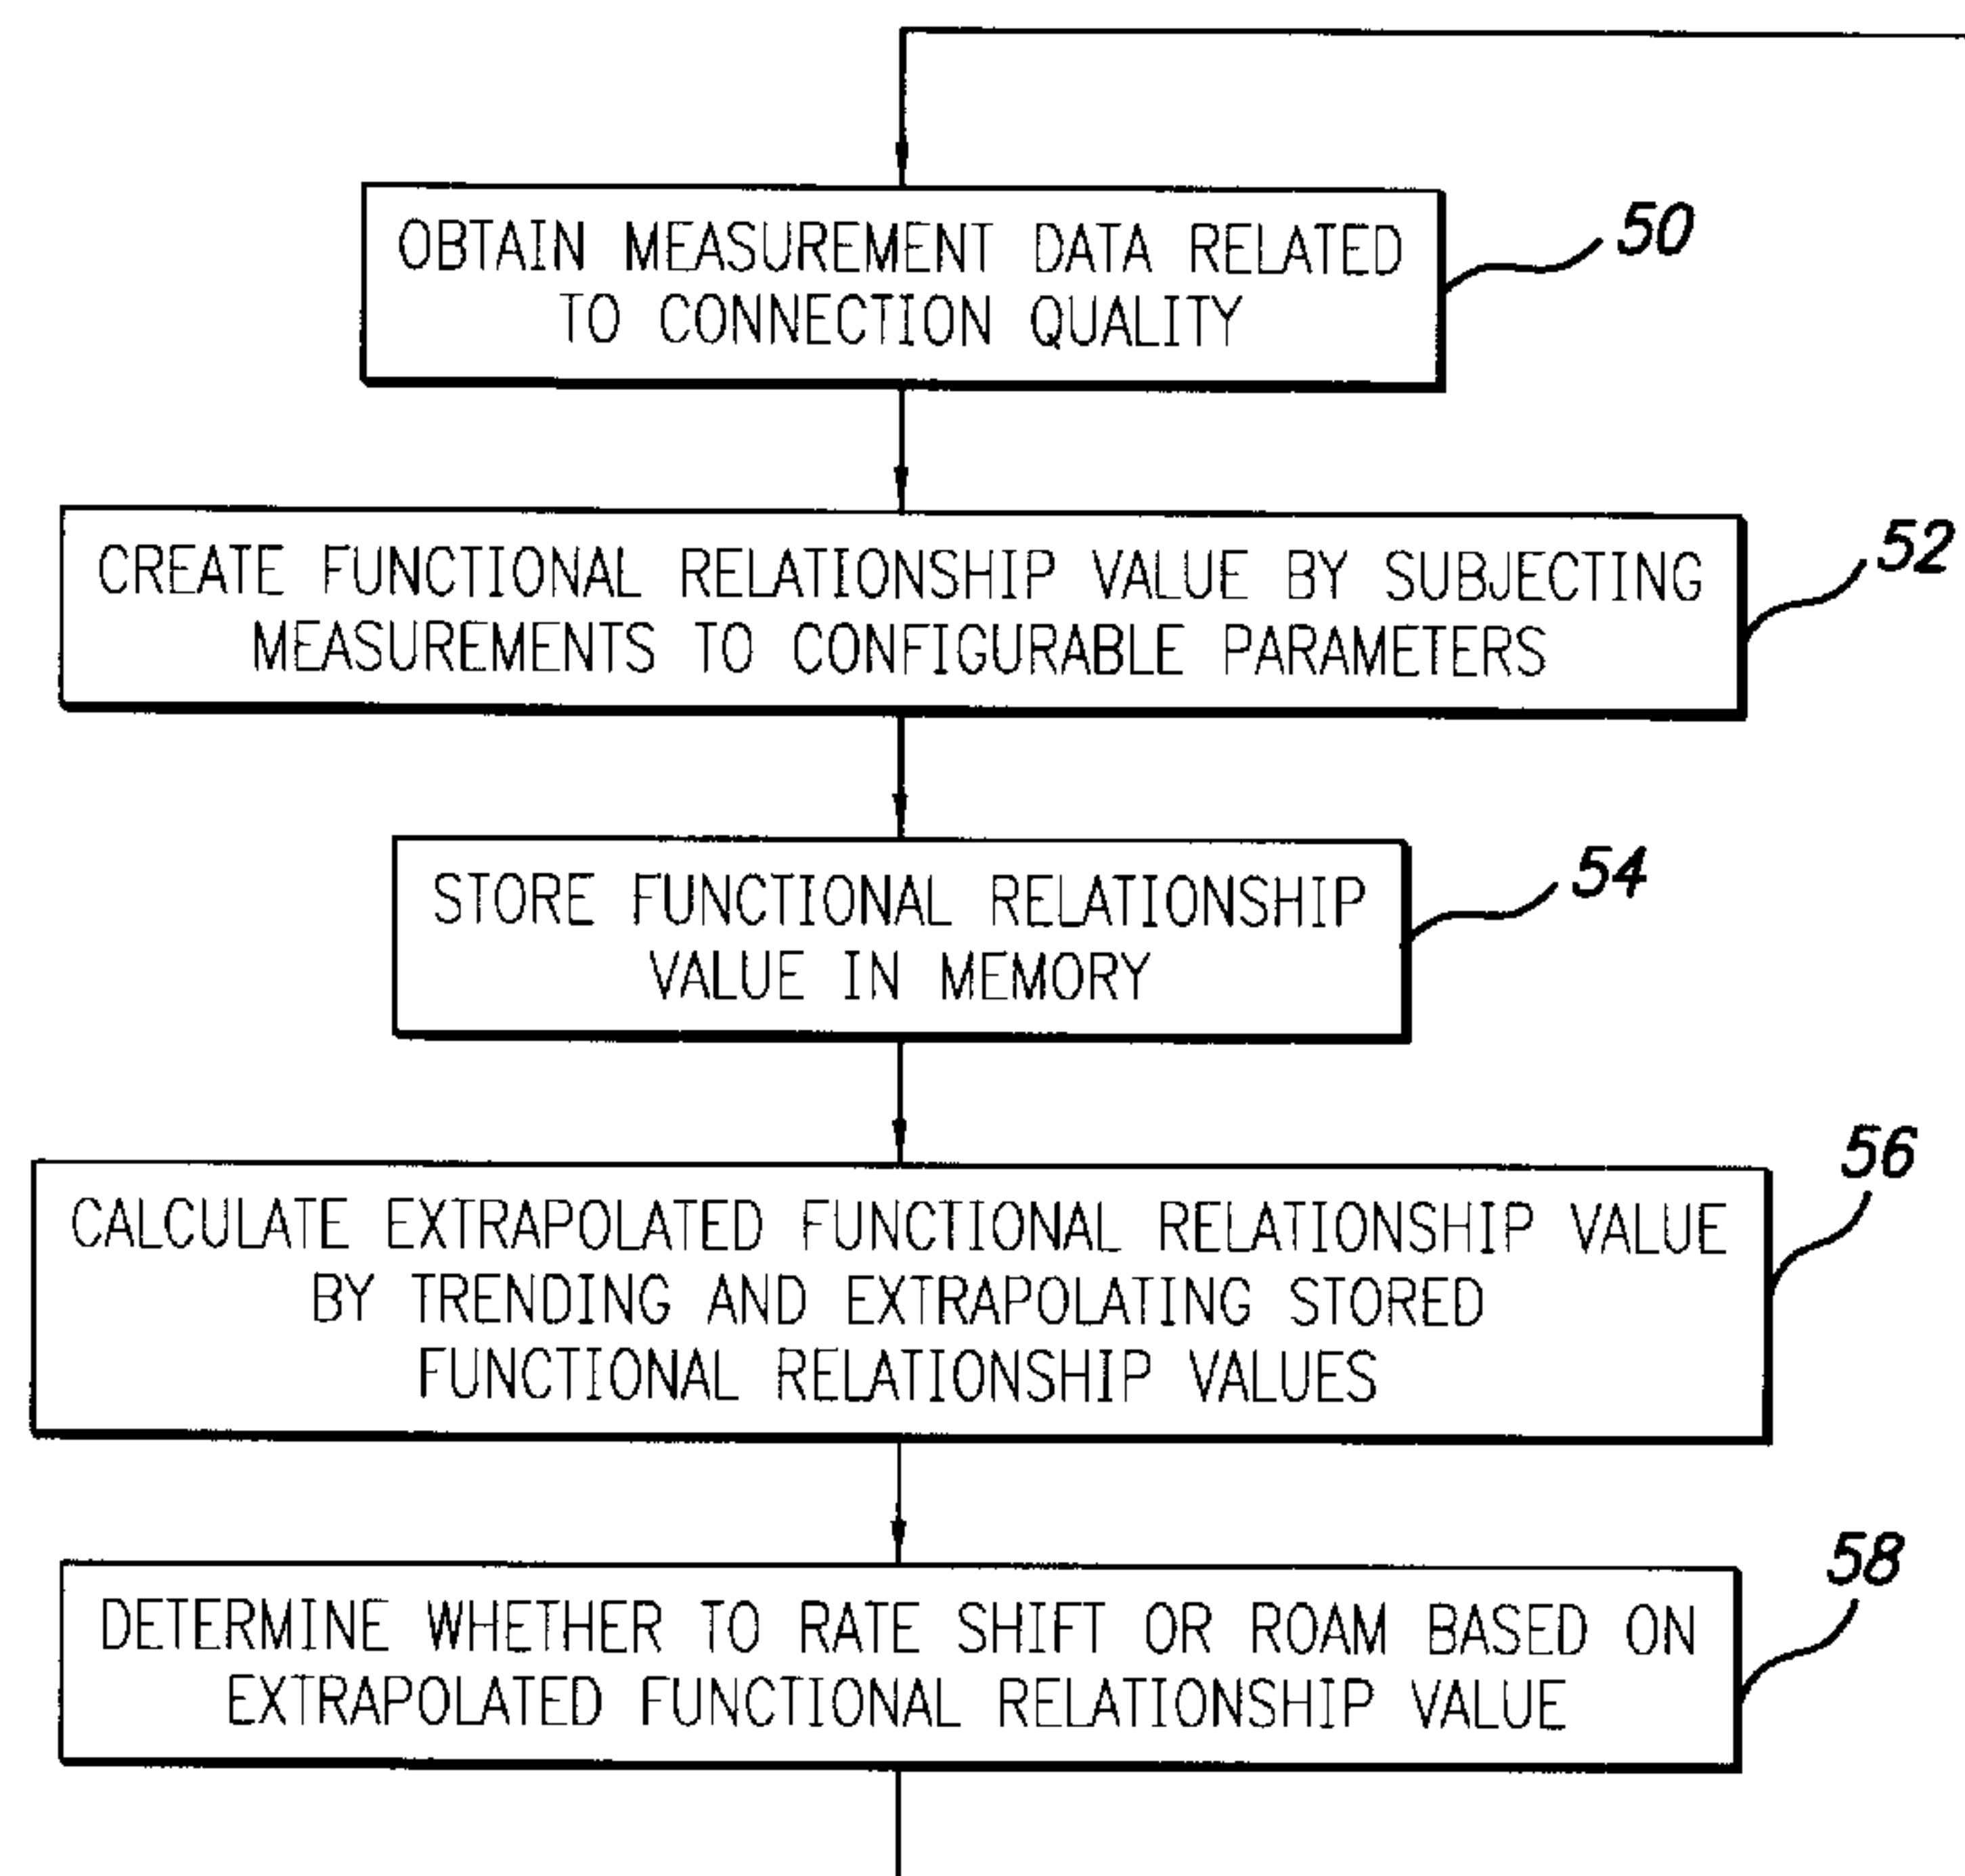 OBTAIN MEASUREMENT DATA RELATED
TO CONNECTION QUALITY
50
CREATE FUNCTIONAL RELATIONSHIP VALUE BY SUBJECTING
MEASUREMENTS TO CONFIGURABLE PARAMETERS
52
STORE FUNCTIONAL RELATIONSHIP
VALUE IN MEMORY
54
CALCULATE EXTRAPOLATED FUNCTIONAL RELATIONSHIP VALUE
BY TRENDING AND EXTRAPOLATING STORED
FUNCTIONAL RELATIONSHIP VALUES
56
DETERMINE WHETHER TO RATE SHIFT OR ROAM BASED ON
EXTRAPOLATED FUNCTIONAL RELATIONSHIP VALUE
58